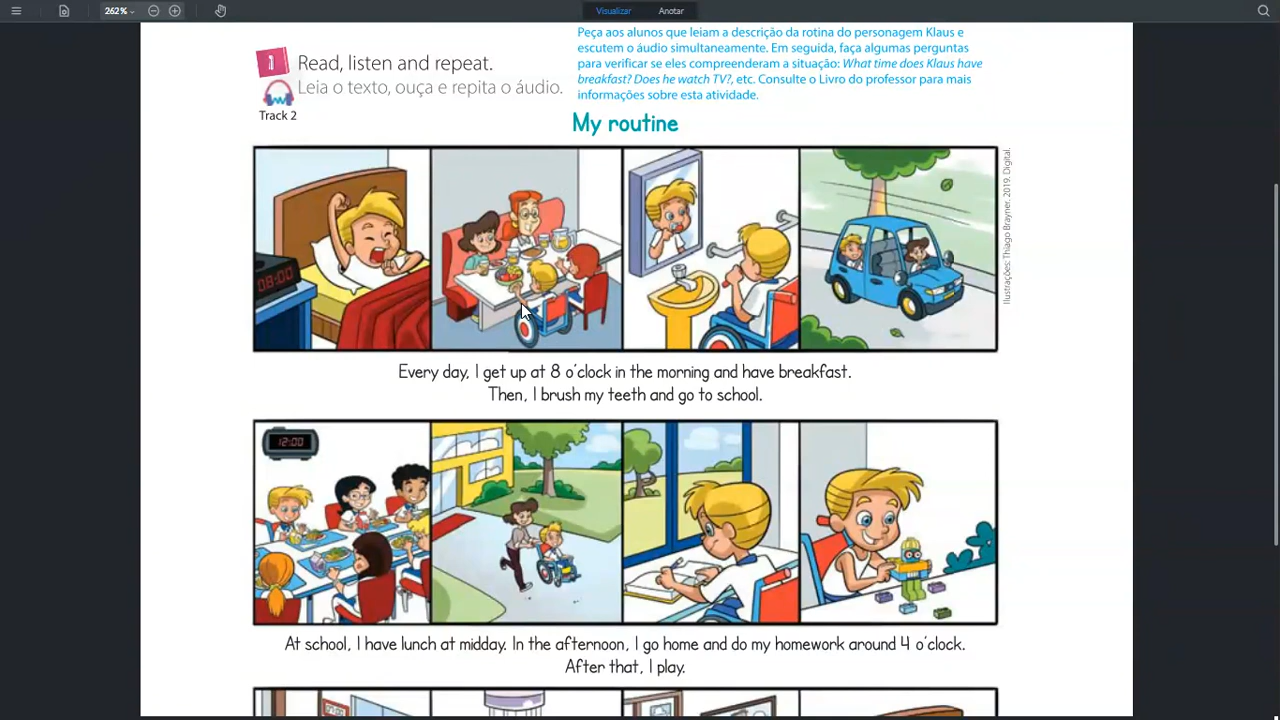 262%
Visualizar
Anotar
1
Read, listen and repeat.
Leia o texto, ouça e repita o áudio.
Track 2
Peça aos alunos que leiam a descrição da rotina do personagem Klaus e
escutem o áudio simultaneamente. Em seguida, faça algumas perguntas
para verificar se eles compreenderam a situação: What time does Klaus have
breakfast? Does he watch TV?, etc. Consulte o Livro do professor para mais
informações sobre esta atividade.
My routine
Ilustrações: Thiago Brayner. 2019. Digital.
08:00
Every day, I get up at 8 o'clock in the morning and have breakfast.
Then, I brush my teeth and go to school.
12:00
At school, I have lunch at midday. In the afternoon, I go home and do my homework around 4 o'clock.
After that, I play.